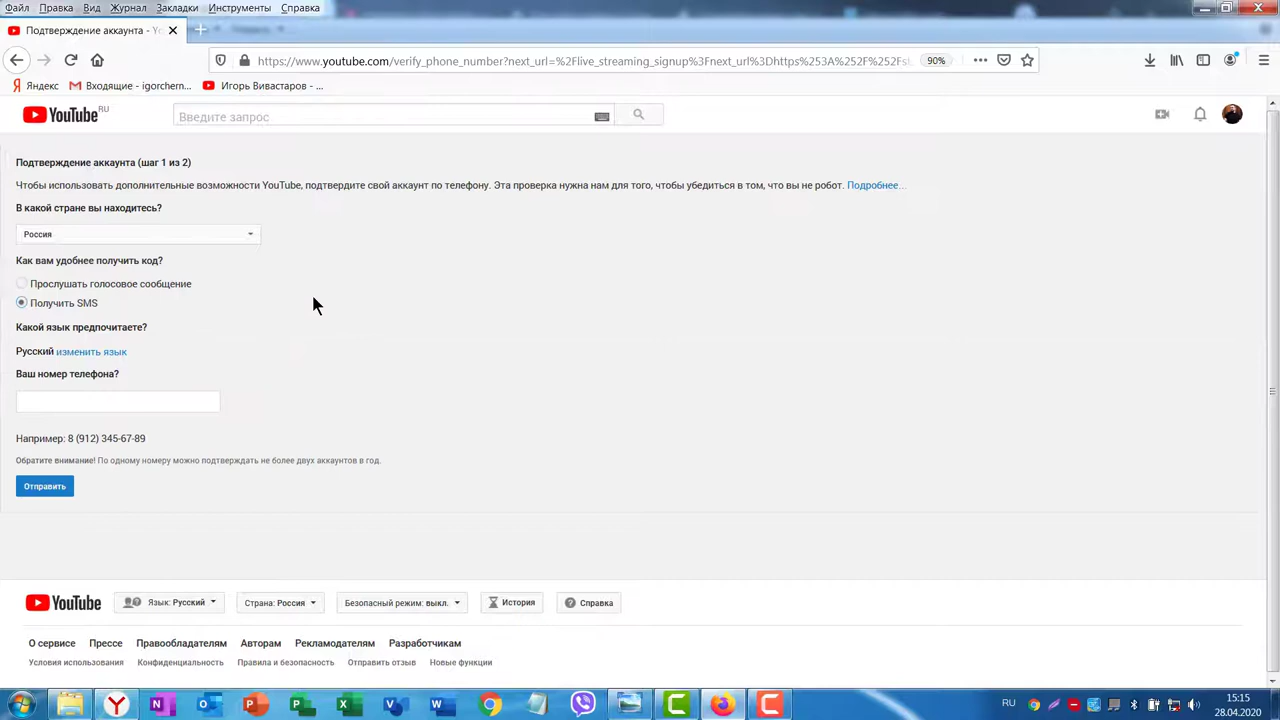 Файл Правка Вид Журнал Закладки Инструменты Справка
Подтверждение аккаунта - Yo
https://www.youtube.com/verify_phone_number?next_url=%2Flive_streaming_signup%3Fnext_url%3Dhttps%253A%252F%252Fst
90%
Яндекс Входящие - igorchern... Игорь Вивастаров - ...
YouTube RU
Введите запрос
Подтверждение аккаунта (шаг 1 из 2)
Чтобы использовать дополнительные возможности YouTube, подтвердите свой аккаунт по телефону. Эта проверка нужна нам для того, чтобы убедиться в том, что вы не робот. Подробнее...
В какой стране вы находитесь?
Россия
Как вам удобнее получить код?
Прослушать голосовое сообщение
Получить SMS
Какой язык предпочитаете?
Русский изменить язык
Ваш номер телефона?
Например: 8 (912) 345-67-89
Обратите внимание! По одному номеру можно подтверждать не более двух аккаунтов в год.
Отправить
YouTube Язык: Русский Страна: Россия Безопасный режим: выкл. История Справка
О сервисе Прессе Правообладателям Авторам Рекламодателям Разработчикам
Условия использования Конфиденциальность Правила и безопасность Отправить отзыв Новые функции
RU
15:15
28.04.2020